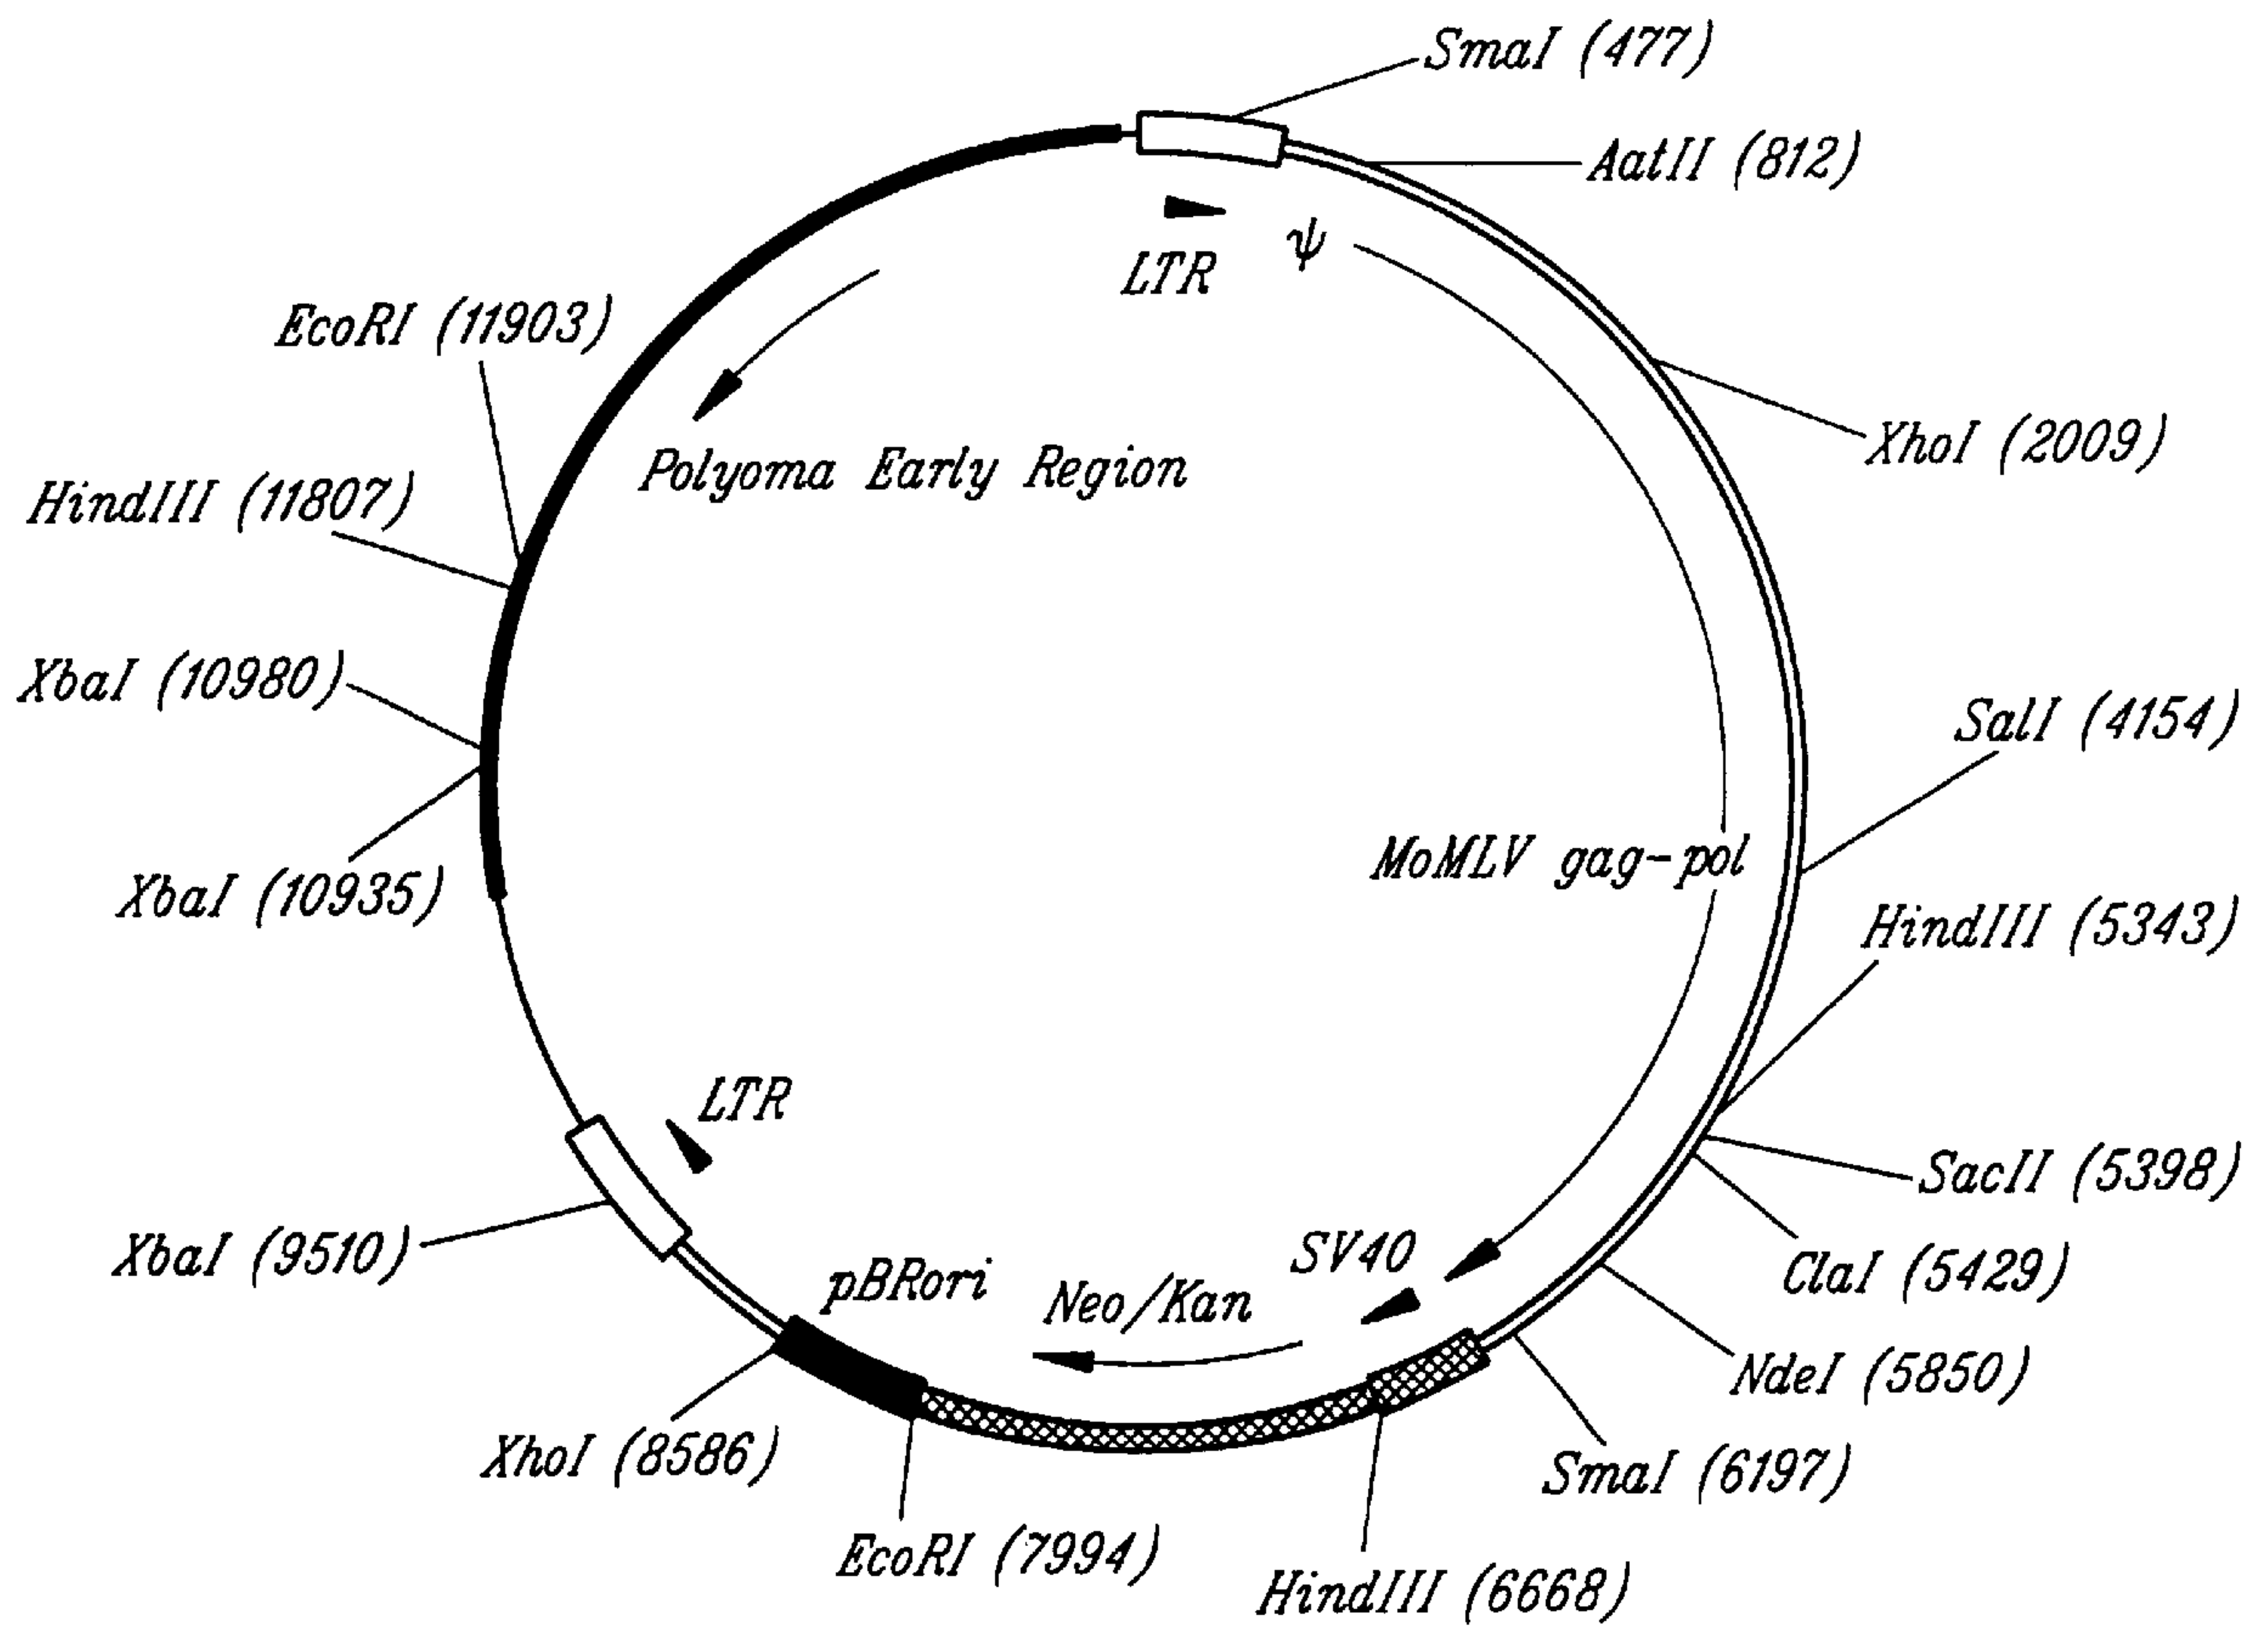 SmaI (477)
AatII (812)
ψ
LTR
EcoRI (11903)
XhoI (2009)
Polyoma Early Region
HindIII (11807)
XbaI (10980)
SalI (4154)
MoMLV gag-pol
XbaI (10935)
HindIII (5343)
LTR
SacII (5398)
XbaI (9510)
SV40
ClaI (5429)
pBRori
Neo/Kan
NdeI (5850)
XhoI (8586)
SmaI (6197)
EcoRI (7994)
HindIII (6668)